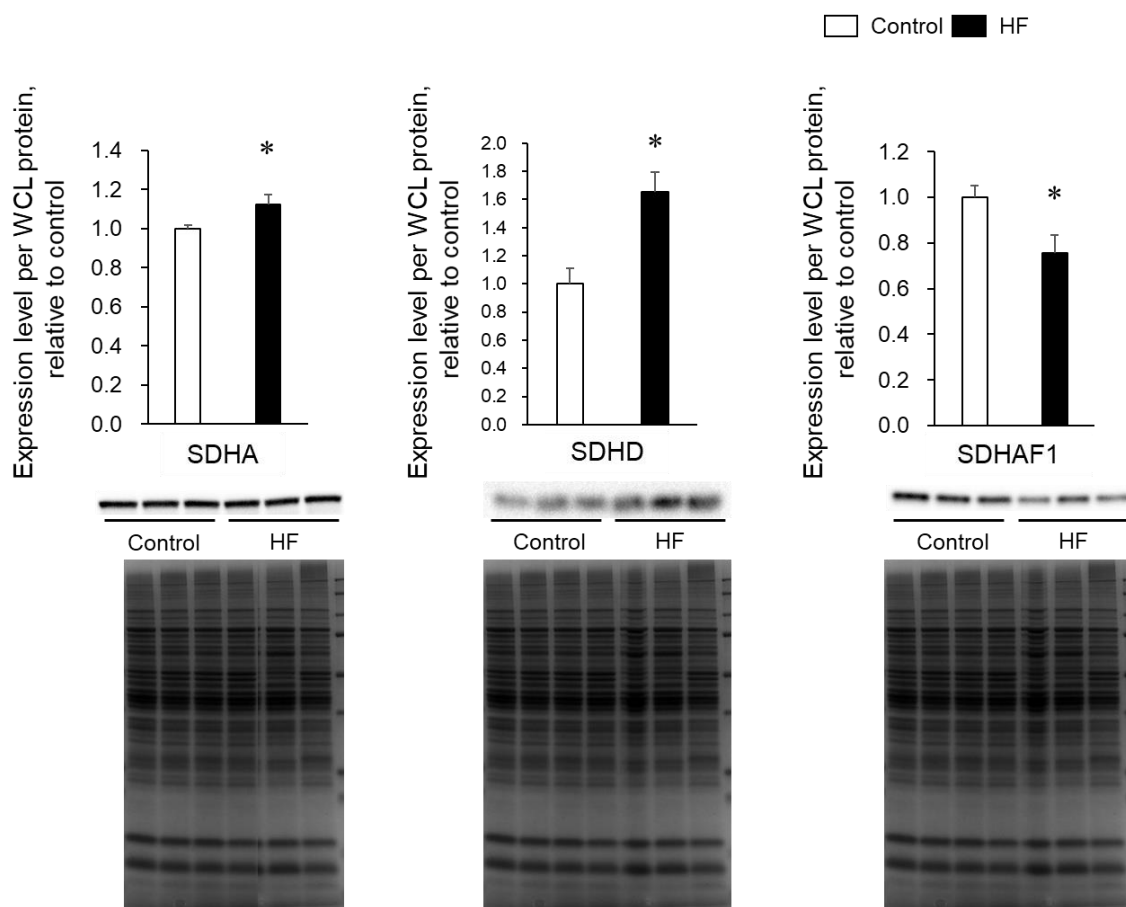 Control HF
Expression level per WCL protein,
relative to control
1.4
1.2
1.0
0.8
0.6
0.4
0.2
0.0
*
SDHA
Control HF
Expression level per WCL protein,
relative to control
2.0
1.8
1.6
1.4
1.2
1.0
0.8
0.6
0.4
0.2
0.0
*
SDHD
Control HF
Expression level per WCL protein,
relative to control
1.2
1.0
0.8
0.6
0.4
0.2
0.0
*
SDHAF1
Control HF